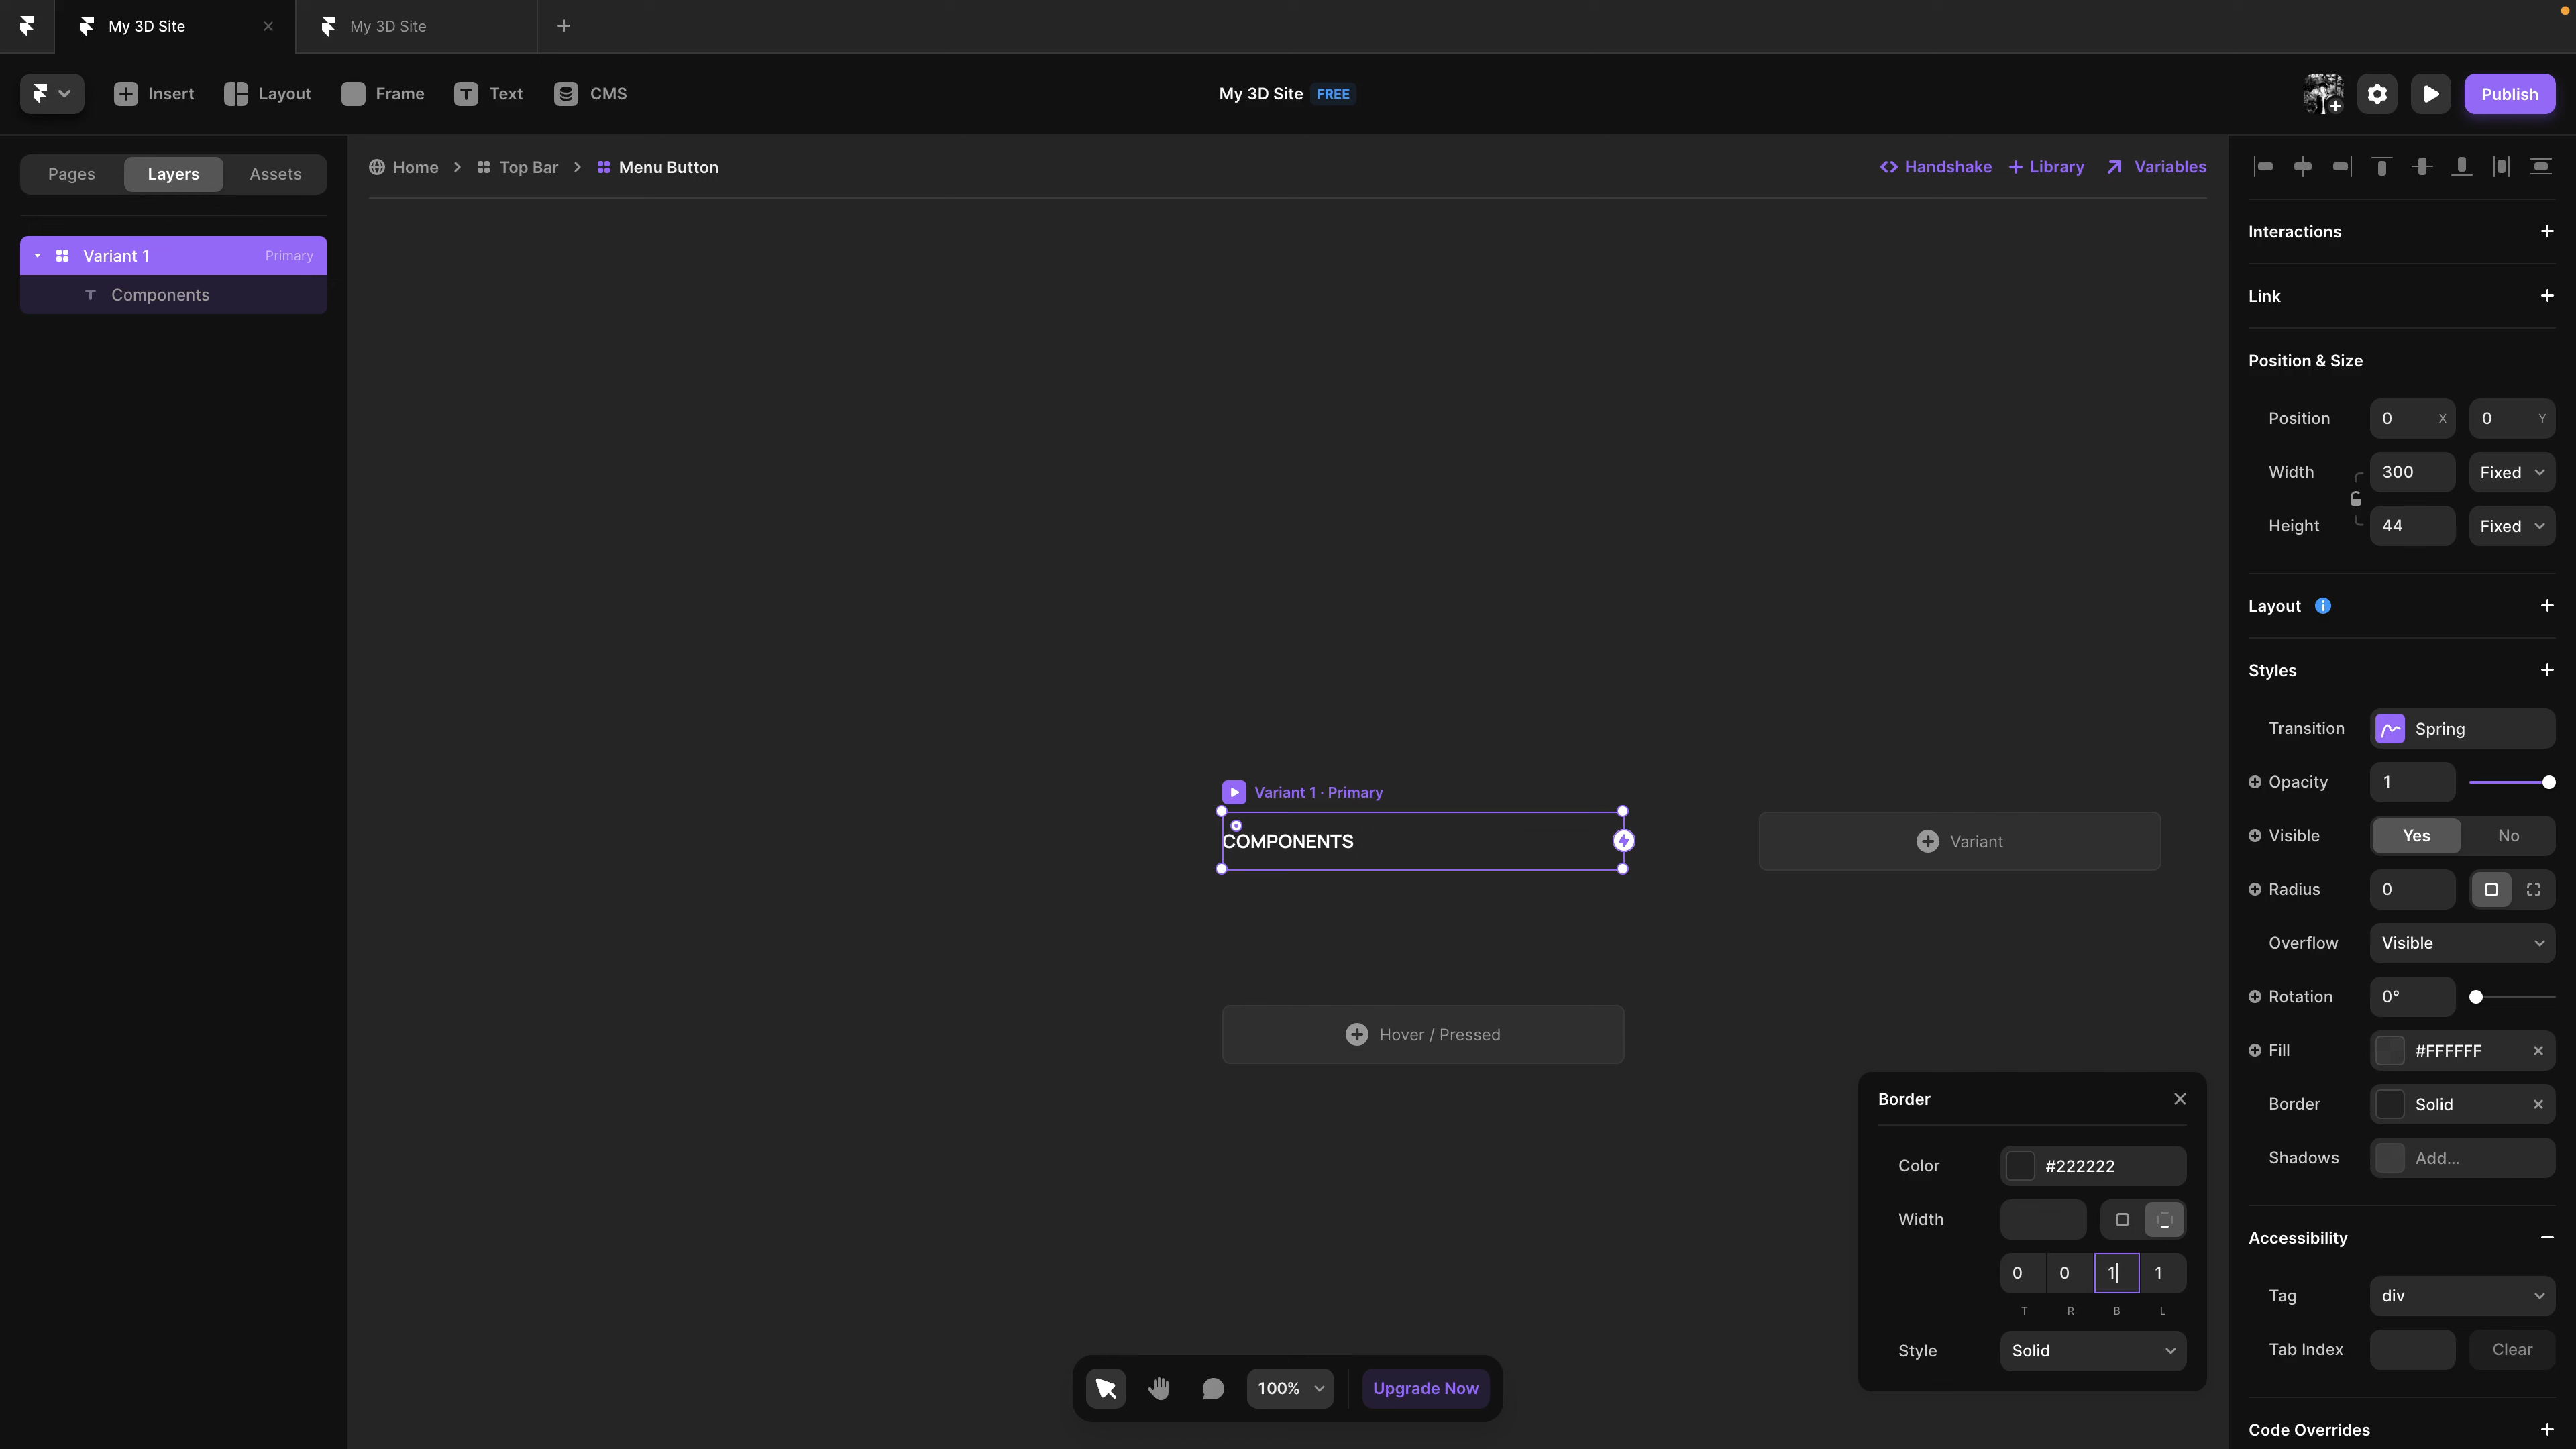 My 3D Site
My 3D Site
Insert
Layout
Frame
Text
CMS
My 3D Site FREE
Publish
Pages
Layers
Assets
Home
Top Bar
Menu Button
Handshake
Library
Variables
Variant 1 Primary
Components
Variant 1 · Primary
COMPONENTS
Variant
Hover / Pressed
Border
Color #222222
Width
0 0 1 1
T R B L
Style Solid
100%
Upgrade Now
Interactions
Link
Position & Size
Position 0 X 0 Y
Width 300 Fixed
Height 44 Fixed
Layout
Styles
Transition Spring
Opacity 1
Visible Yes No
Radius 0
Overflow Visible
Rotation 0°
Fill #FFFFFF
Border Solid
Shadows Add...
Accessibility
Tag div
Tab Index Clear
Code Overrides